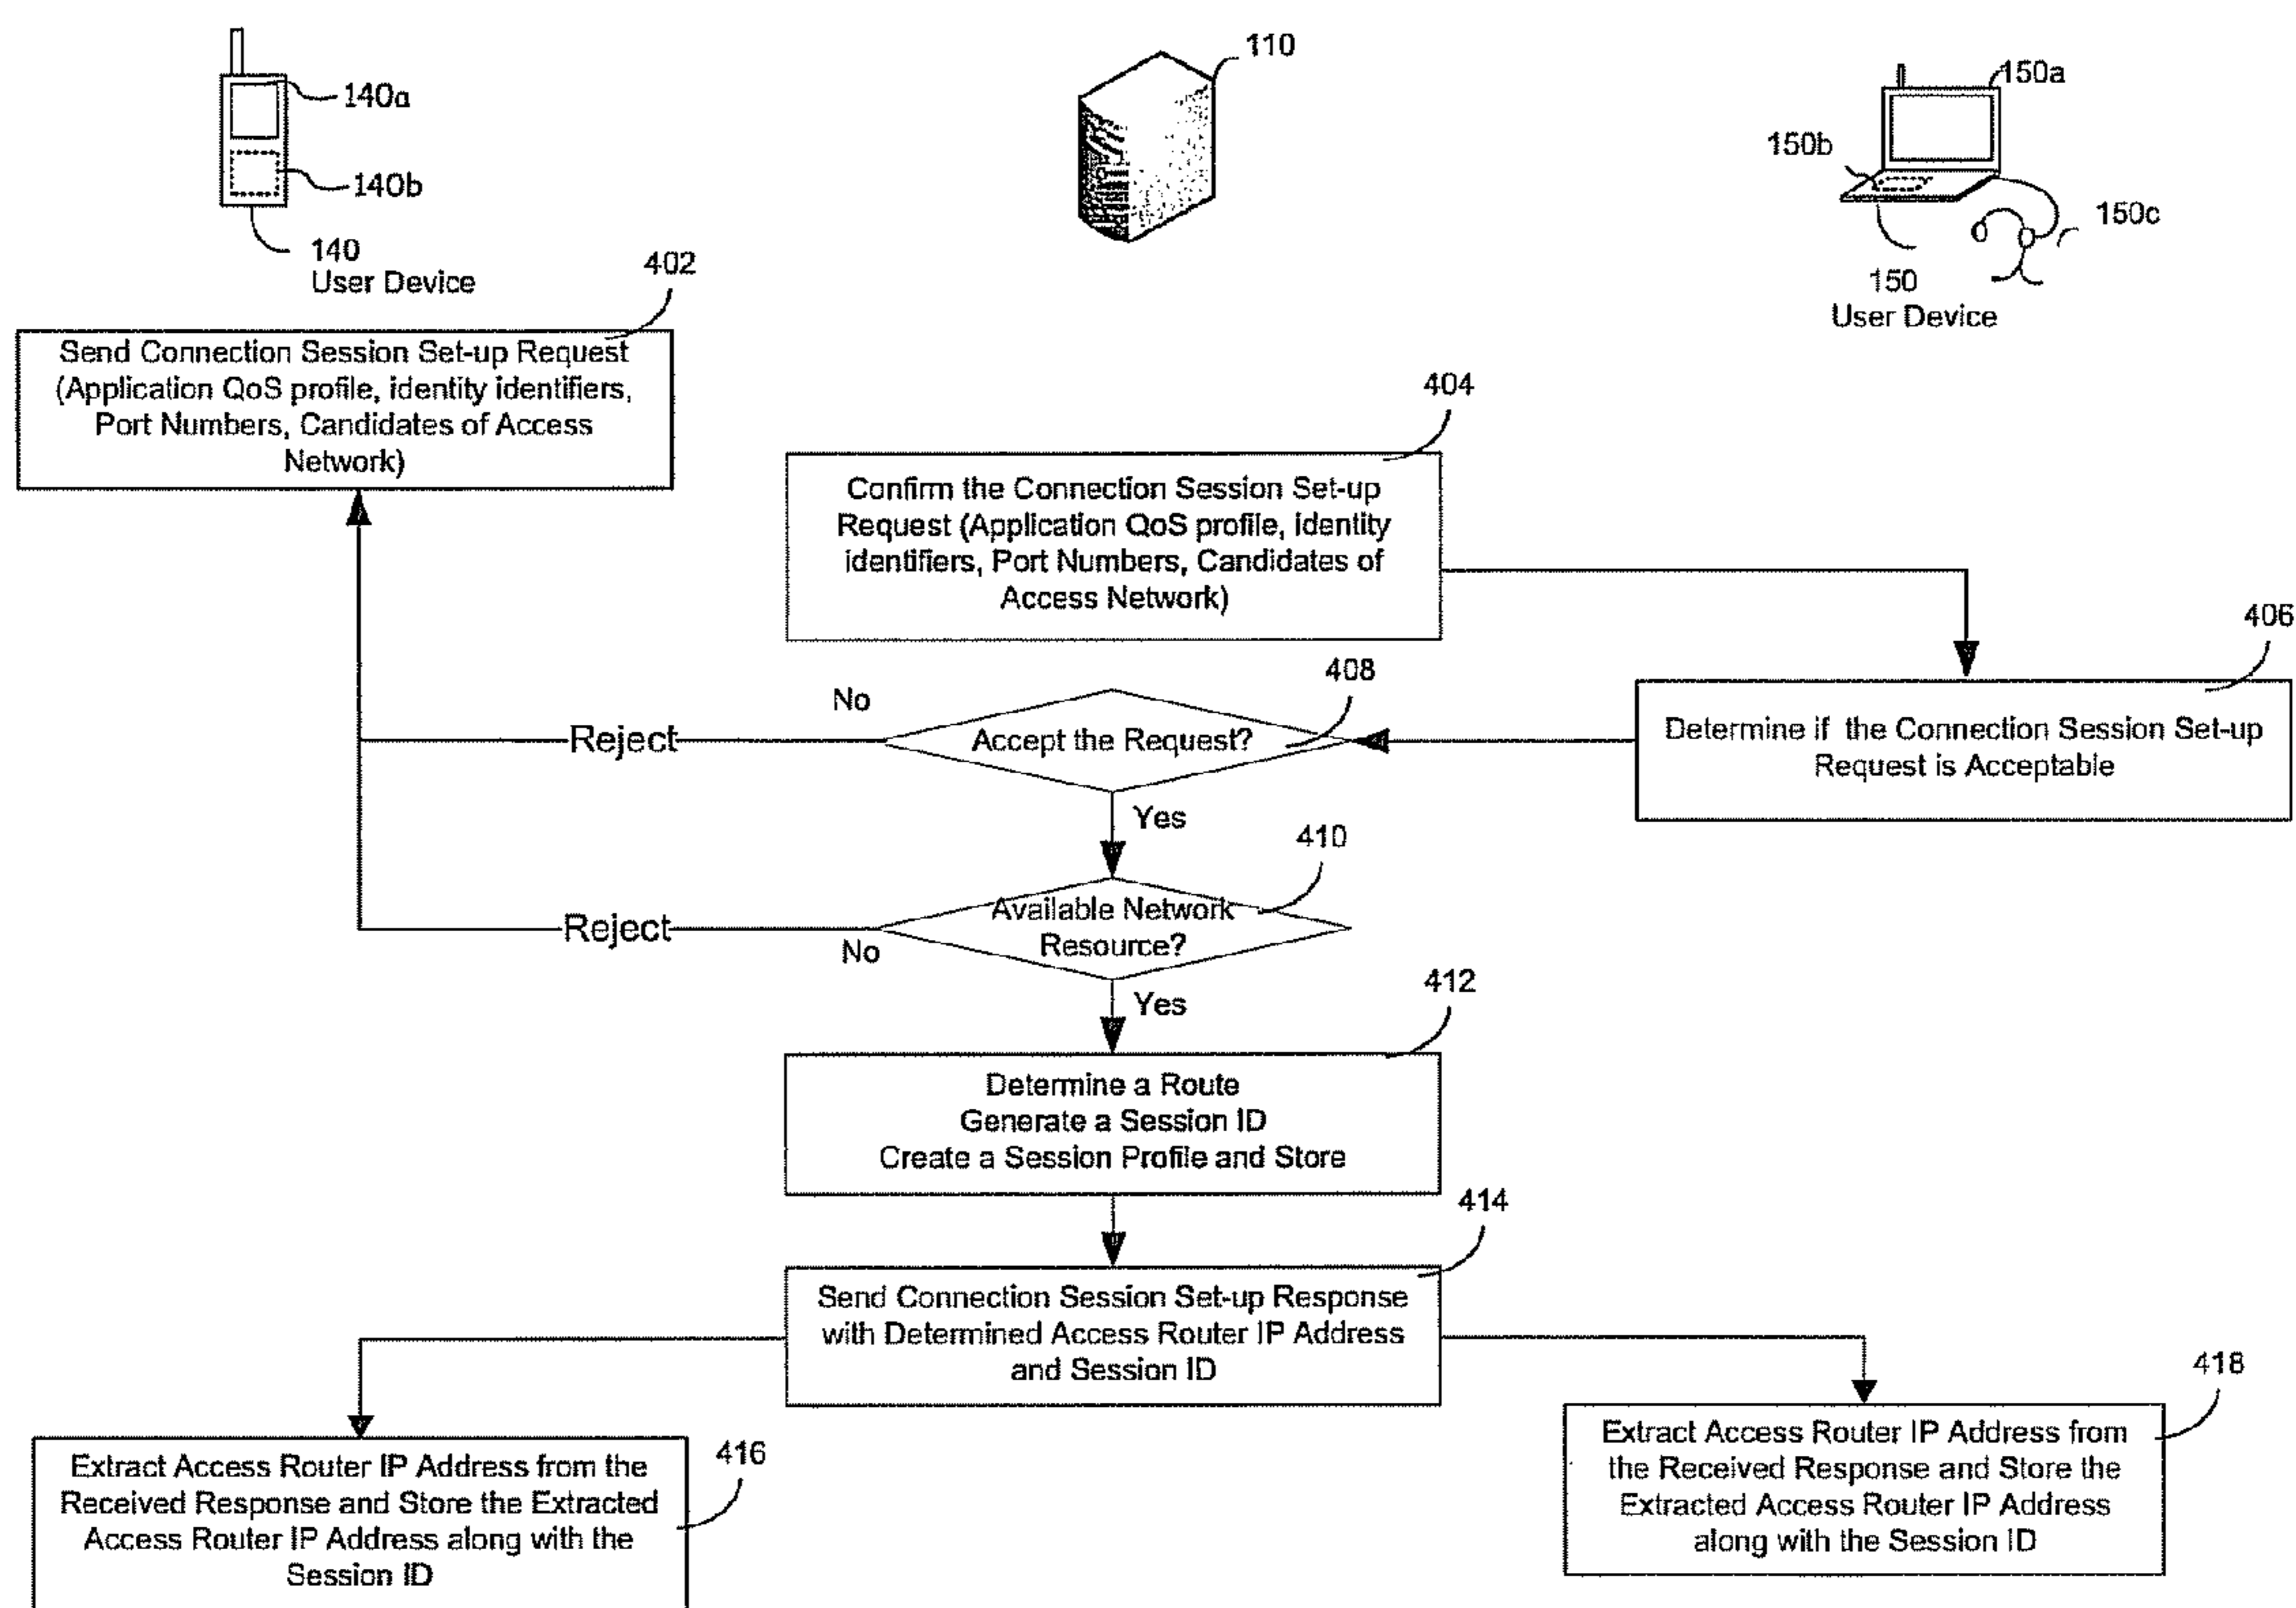 110
150a
140a
150b
140b
150c
140
User Device
150
User Device
402
Send Connection Session Set-up Request
(Application QoS profile, identity identifiers,
Port Numbers, Candidates of Access
Network)
404
Confirm the Connection Session Set-up
Request (Application QoS profile, identity
identifiers, Port Numbers, Candidates of
Access Network)
406
Determine if the Connection Session Set-up
Request is Acceptable
408
Accept the Request?
No
Reject
Yes
410
Available Network
Resource?
Reject
No
Yes
412
Determine a Route
Generate a Session ID
Create a Session Profile and Store
414
Send Connection Session Set-up Response
with Determined Access Router IP Address
and Session ID
416
Extract Access Router IP Address from the
Received Response and Store the Extracted
Access Router IP Address along with the
Session ID
418
Extract Access Router IP Address from
the Received Response and Store the
Extracted Access Router IP Address
along with the Session ID